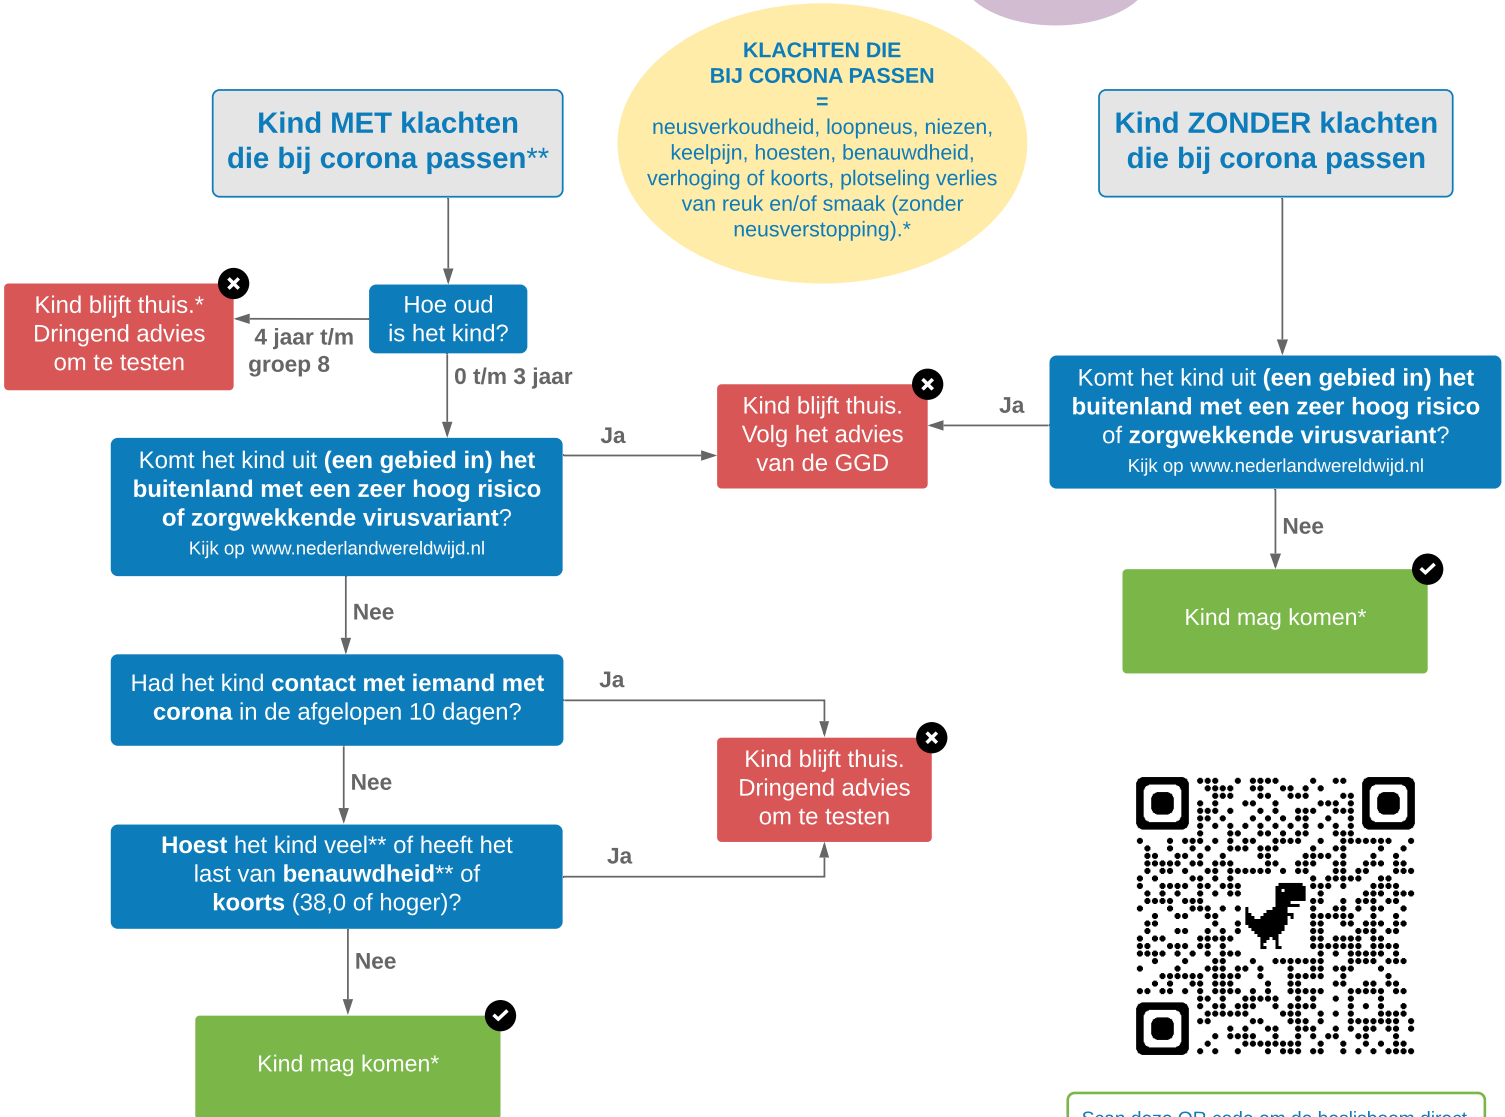 KLACHTEN DIE
BIJ CORONA PASSEN
=
neusverkoudheid, loopneus, niezen,
keelpijn, hoesten, benauwdheid,
verhoging of koorts, plotseling verlies
van reuk en/of smaak (zonder
neusverstopping).*
Kind MET klachten
die bij corona passen**
Kind ZONDER klachten
die bij corona passen
Kind blijft thuis.*
Dringend advies
om te testen
4 jaar t/m
groep 8
Hoe oud
is het kind?
0 t/m 3 jaar
Komt het kind uit (een gebied in) het
buitenland met een zeer hoog risico
of zorgwekkende virusvariant?
Kijk op www.nederlandwereldwijd.nl
Ja
Kind blijft thuis.
Volg het advies
van de GGD
Ja
Komt het kind uit (een gebied in) het
buitenland met een zeer hoog risico
of zorgwekkende virusvariant?
Kijk op www.nederlandwereldwijd.nl
Nee
Kind mag komen*
Nee
Had het kind contact met iemand met
corona in de afgelopen 10 dagen?
Ja
Nee
Kind blijft thuis.
Dringend advies
om te testen
Hoest het kind veel** of heeft het
last van benauwdheid** of
koorts (38,0 of hoger)?
Ja
Nee
Kind mag komen*
Scan deze QR code om de beslisboom direct